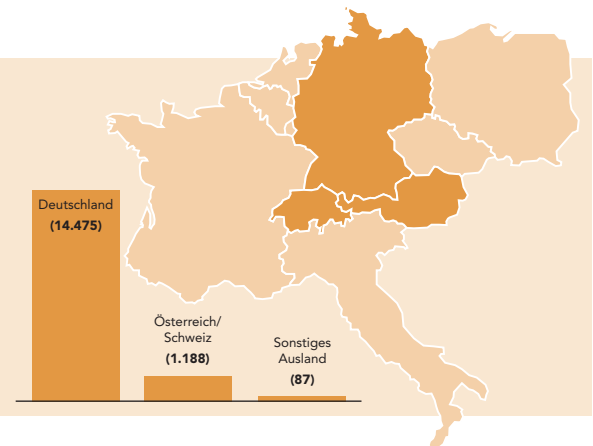 Deutschland
(14.475)
Österreich/
Schweiz
(1.188)
Sonstiges
Ausland
(87)